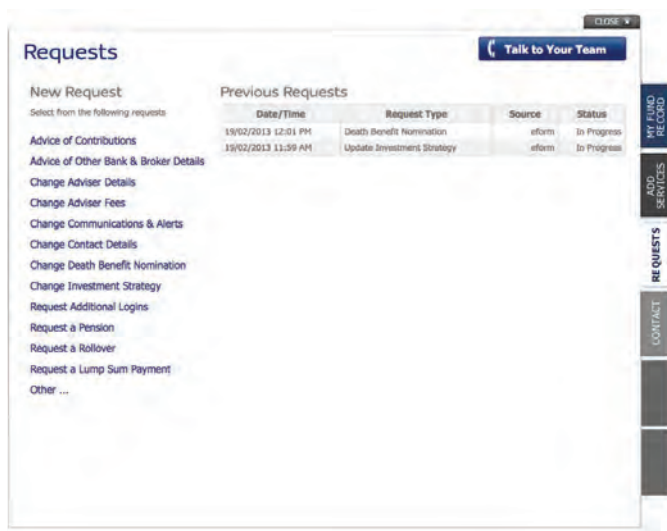 CLOSE
Requests
Talk to Your Team
New Request
Select from the following requests
Advice of Contributions
Advice of Other Bank & Broker Details
Change Adviser Details
Change Adviser Fees
Change Communications & Alerts
Change Contact Details
Change Death Benefit Nomination
Change Investment Strategy
Request Additional Logins
Request a Pension
Request a Rollover
Request a Lump Sum Payment
Other ...
Previous Requests
Date/Time Request Type Source Status
19/02/2013 12:01 PM Death Benefit Nomination eform In Progress
19/02/2013 11:59 AM Update Investment Strategy eform In Progress
MY FUND
RECORD
ADD
SERVICES
REQUESTS
CONTACT